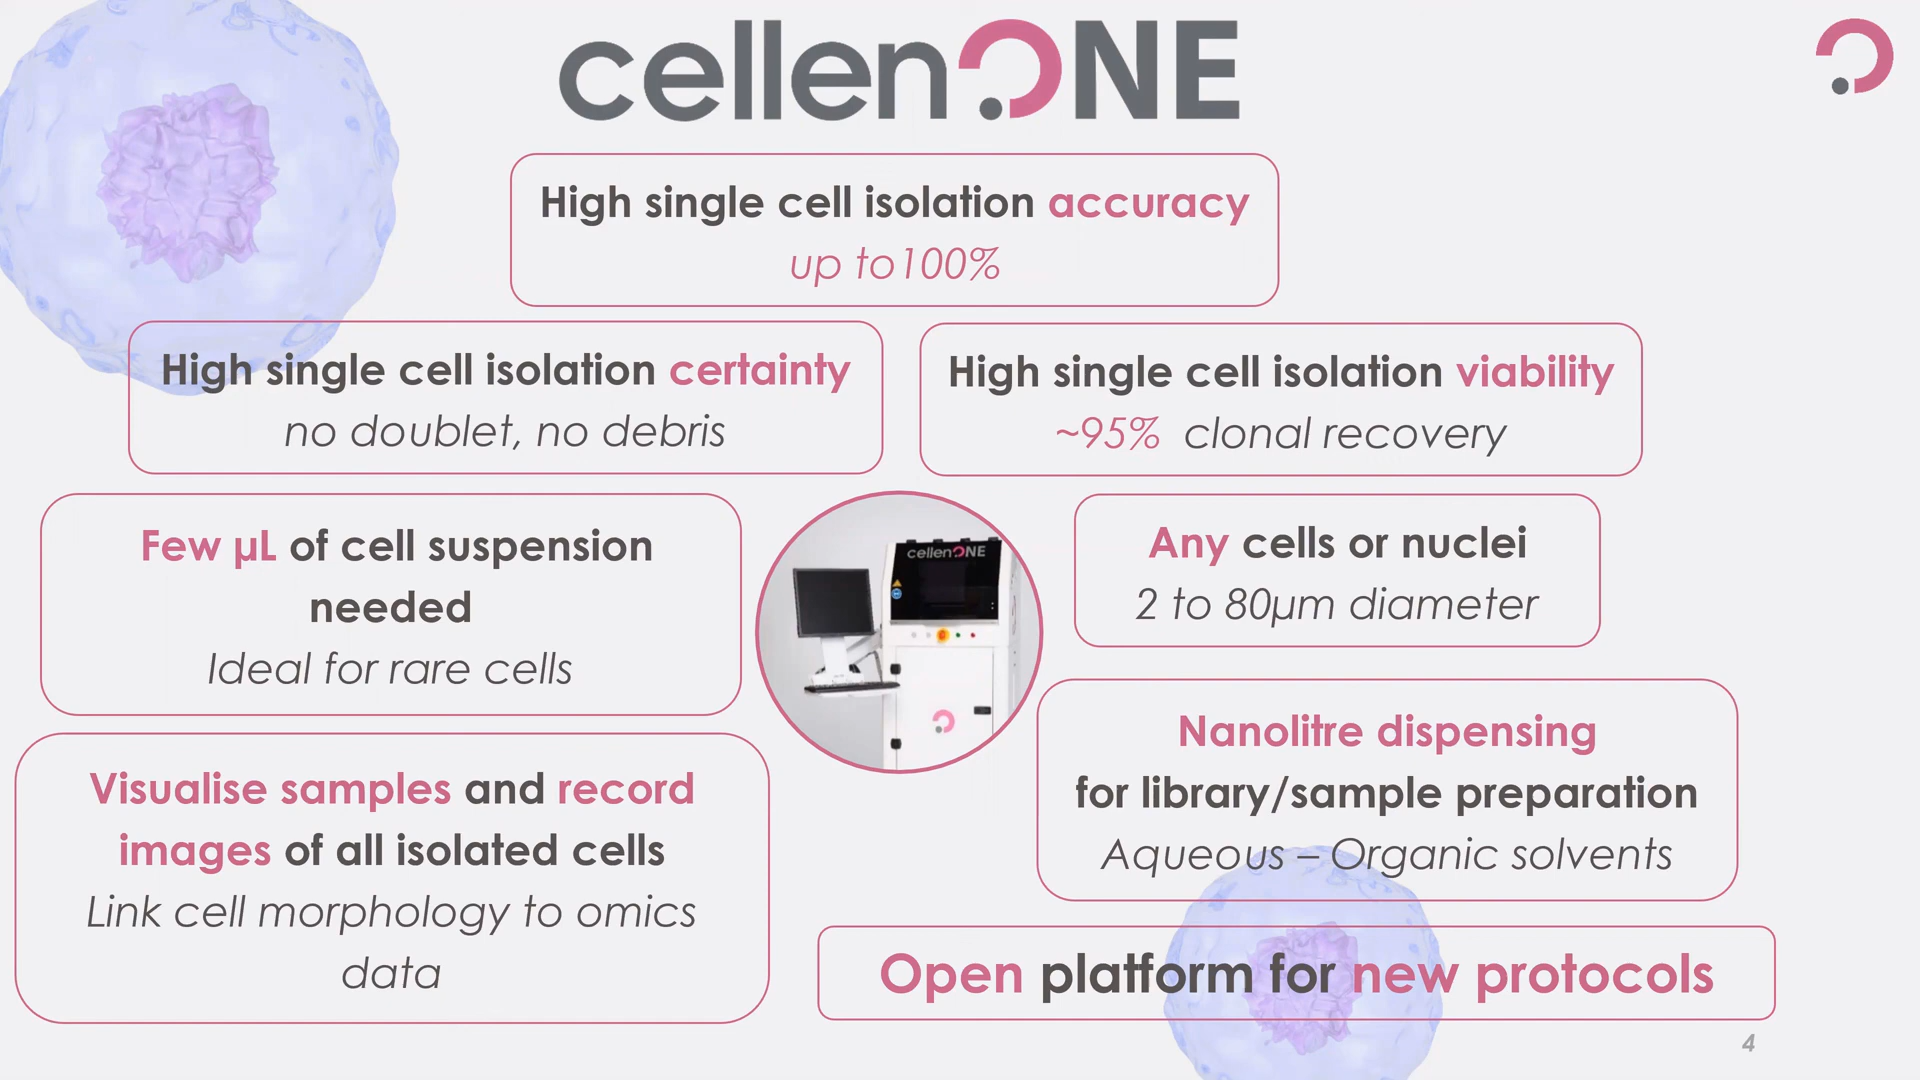 cellenONE
High single cell isolation accuracy
up to100%
High single cell isolation certainty
no doublet, no debris
High single cell isolation viability
~95% clonal recovery
Few µL of cell suspension
needed
Ideal for rare cells
cellenONE
Any cells or nuclei
2 to 80µm diameter
Visualise samples and record
images of all isolated cells
Link cell morphology to omics
data
Nanolitre dispensing
for library/sample preparation
Aqueous – Organic solvents
Open platform for new protocols
4